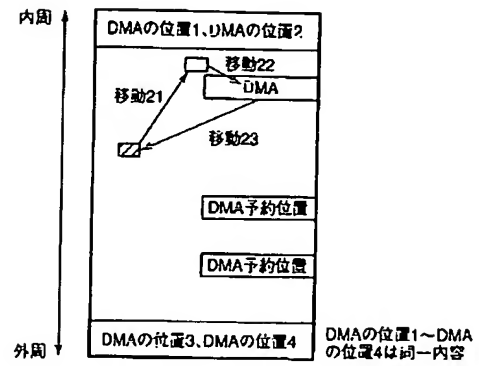 内周
DMAの位置1、DMAの位置2
移動22
DMA
移動21
移動23
DMA予約位置
DMA予約位置
DMAの位置3、DMAの位置4
外周
DMAの位置1〜DMA
の位置4は同一内容